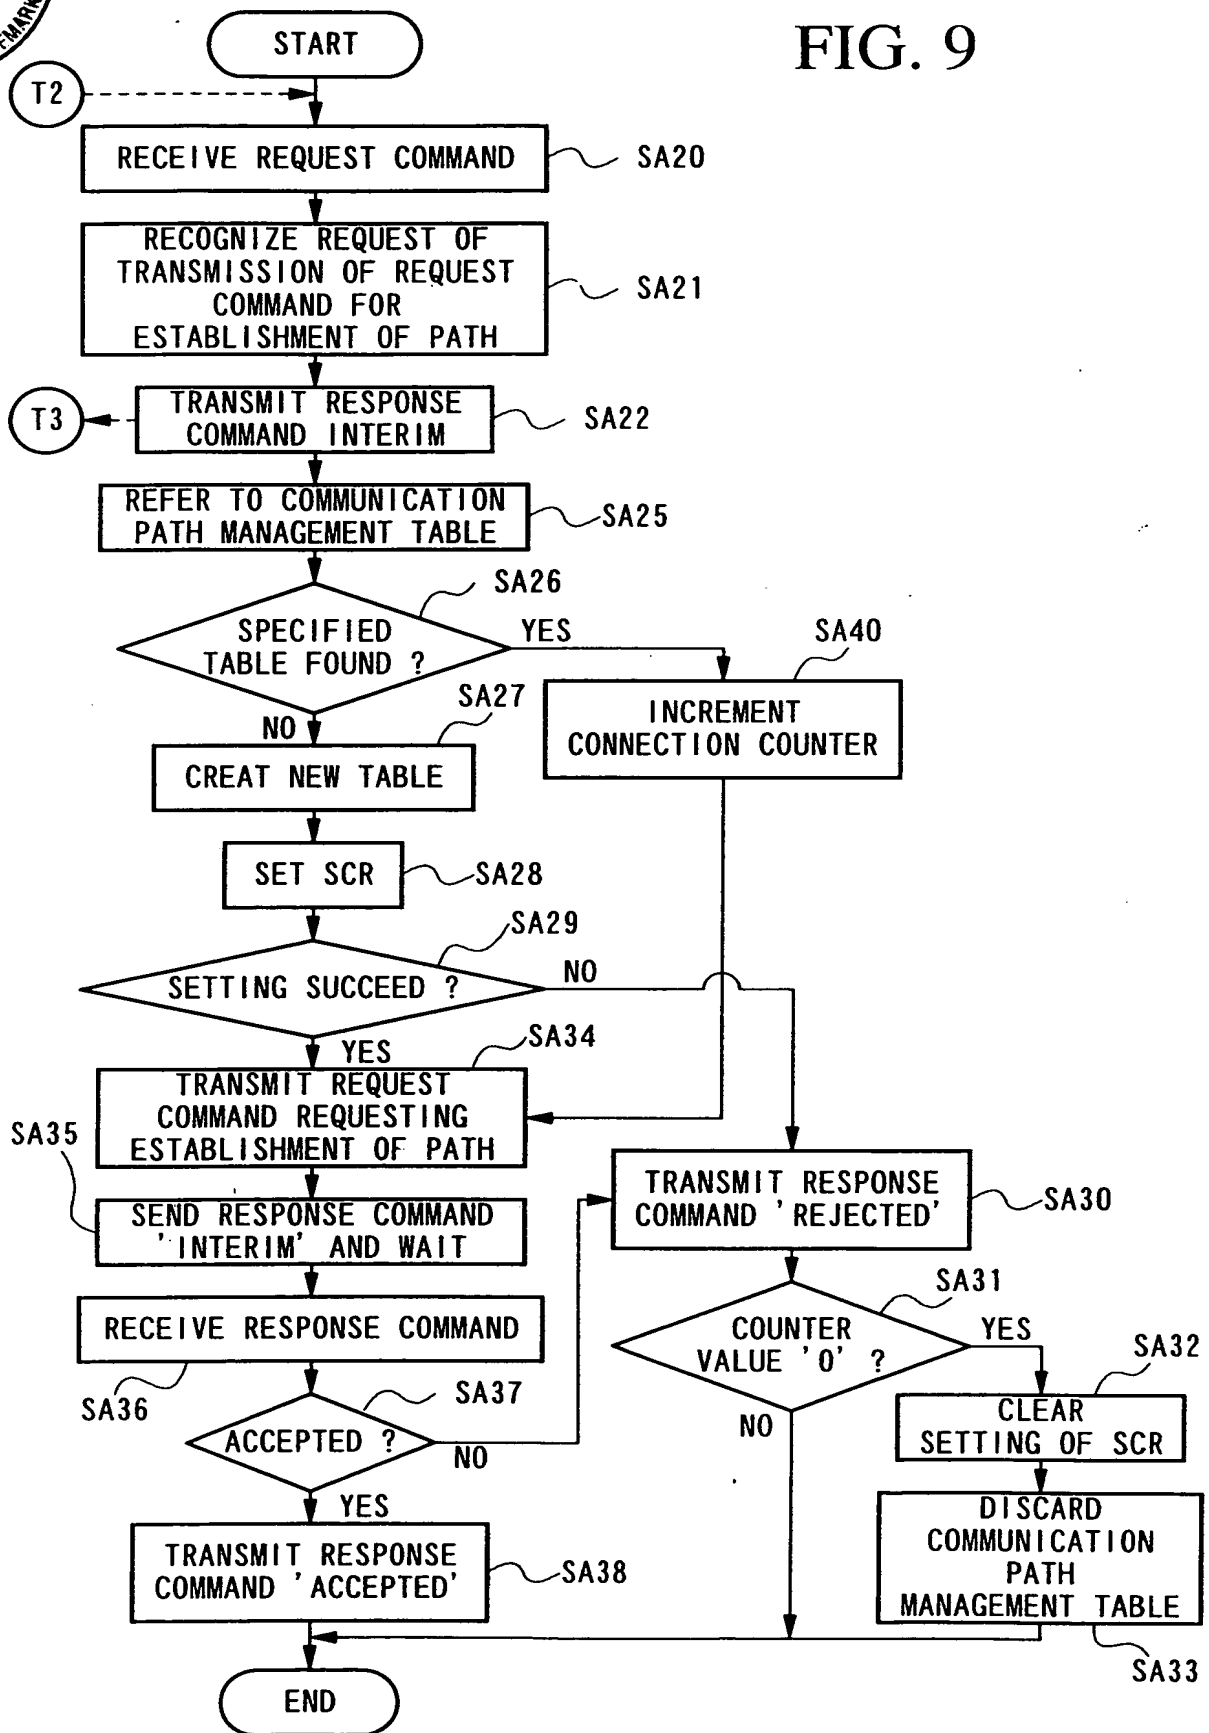 EMARK
START
FIG. 9
T2
RECEIVE REQUEST COMMAND
SA20
RECOGNIZE REQUEST OF
TRANSMISSION OF REQUEST
COMMAND FOR
ESTABLISHMENT OF PATH
SA21
T3
TRANSMIT RESPONSE
COMMAND INTERIM
SA22
REFER TO COMMUNICATION
PATH MANAGEMENT TABLE
SA25
SA26
SPECIFIED
TABLE FOUND ?
YES
SA40
INCREMENT
CONNECTION COUNTER
NO
SA27
CREAT NEW TABLE
SET SCR
SA28
SA29
SETTING SUCCEED ?
NO
YES
SA34
TRANSMIT REQUEST
COMMAND REQUESTING
ESTABLISHMENT OF PATH
SA35
SEND RESPONSE COMMAND
'INTERIM' AND WAIT
TRANSMIT RESPONSE
COMMAND 'REJECTED'
SA30
RECEIVE RESPONSE COMMAND
SA36
SA31
COUNTER
VALUE '0' ?
YES
SA32
NO
CLEAR
SETTING OF SCR
SA37
ACCEPTED ?
NO
YES
DISCARD
COMMUNICATION
PATH
MANAGEMENT TABLE
SA33
TRANSMIT RESPONSE
COMMAND 'ACCEPTED'
SA38
END